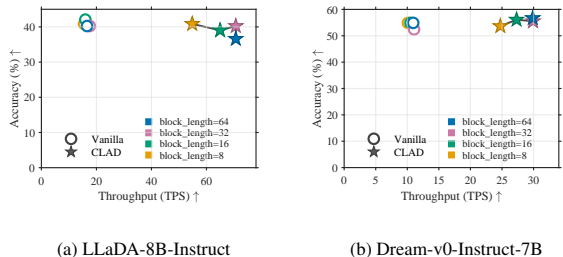 Accuracy (%) ↑
40
30
20
10
0
0
20
40
60
Throughput (TPS) ↑
Vanilla
CLAD
block_length=64
block_length=32
block_length=16
block_length=8
(a) LLaDA-8B-Instruct
Accuracy (%) ↑
60
50
40
30
20
10
0
0
5
10
15
20
25
30
Throughput (TPS) ↑
Vanilla
CLAD
block_length=64
block_length=32
block_length=16
block_length=8
(b) Dream-v0-Instruct-7B